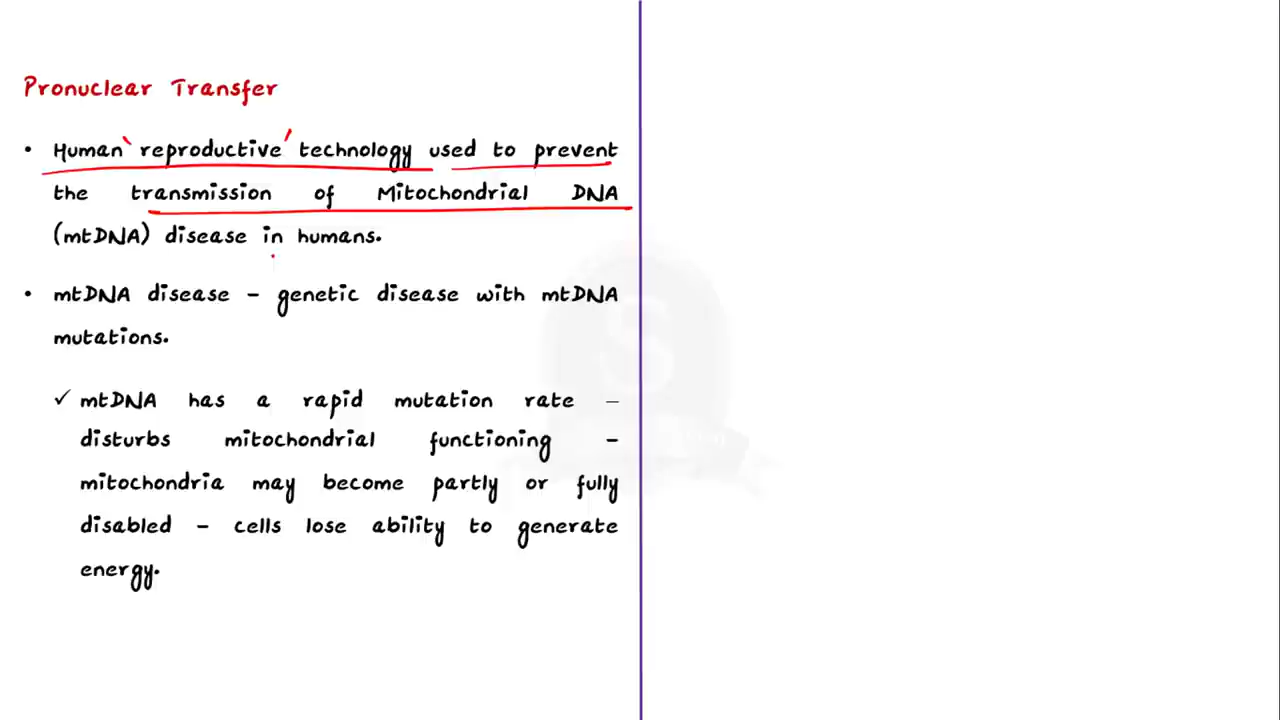 Pronuclear Transfer
• Human reproductive technology used to prevent
the transmission of Mitochondrial DNA
(mtDNA) disease in humans.
• mtDNA disease - genetic disease with mtDNA
mutations.
✓ mtDNA has a rapid mutation rate –
disturbs mitochondrial functioning -
mitochondria may become partly or fully
disabled - cells lose ability to generate
energy.